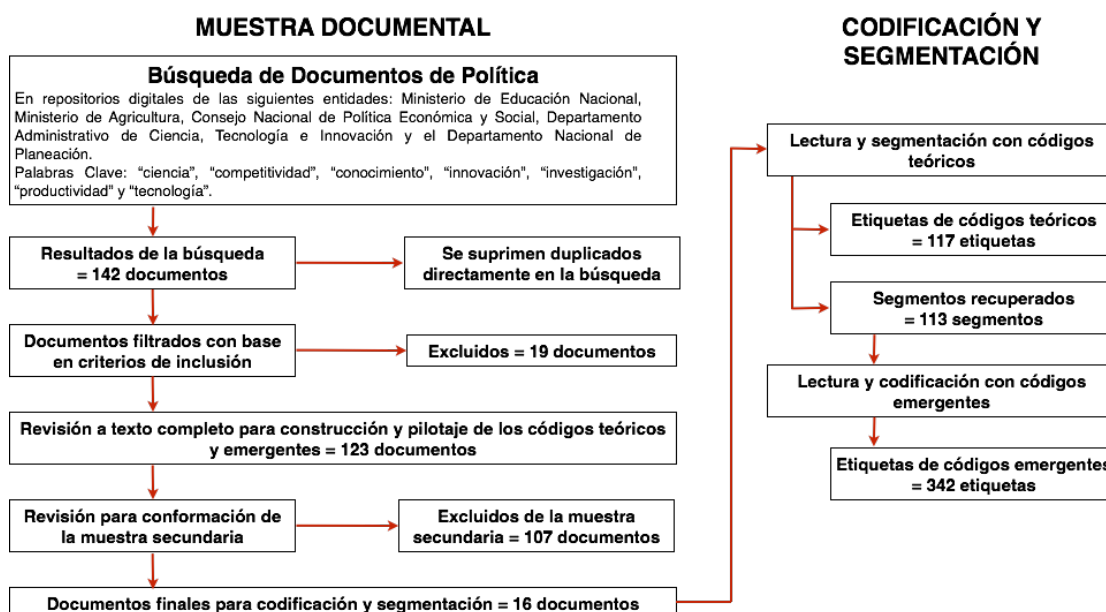 MUESTRA DOCUMENTAL
Búsqueda de Documentos de Política
En repositorios digitales de las siguientes entidades: Ministerio de Educación Nacional,
Ministerio de Agricultura, Consejo Nacional de Política Económica y Social, Departamento
Administrativo de Ciencia, Tecnología e Innovación y el Departamento Nacional de
Planeación.
Palabras Clave: “ciencia”, “competitividad”, “conocimiento”, “innovación”, “investigación”,
“productividad” y “tecnología”.
Resultados de la búsqueda
= 142 documentos
Se suprimen duplicados
directamente en la búsqueda
Documentos filtrados con base
en criterios de inclusión
Excluidos = 19 documentos
Revisión a texto completo para construcción y pilotaje de los códigos teóricos
y emergentes = 123 documentos
Revisión para conformación de
la muestra secundaria
Excluidos de la muestra
secundaria = 107 documentos
Documentos finales para codificación y segmentación = 16 documentos
CODIFICACIÓN Y
SEGMENTACIÓN
Lectura y segmentación con códigos
teóricos
Etiquetas de códigos teóricos
= 117 etiquetas
Segmentos recuperados
= 113 segmentos
Lectura y codificación con códigos
emergentes
Etiquetas de códigos emergentes
= 342 etiquetas